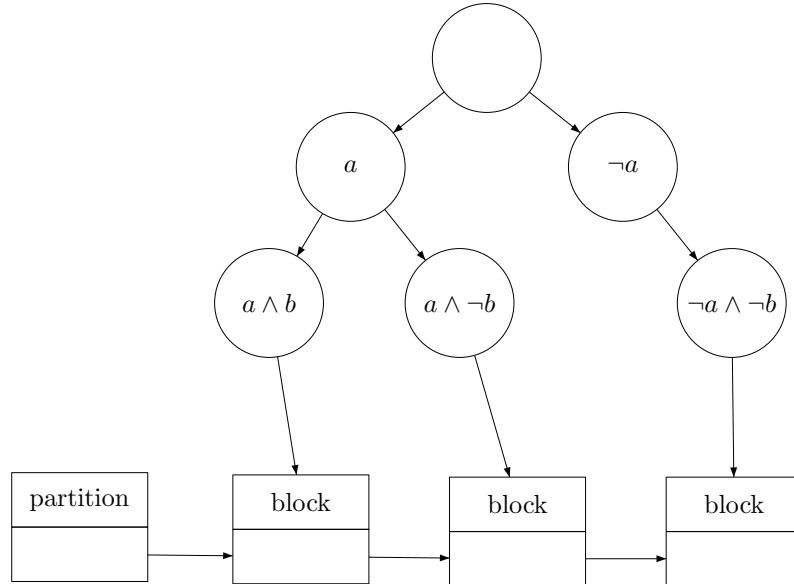 a
¬a
a ∧ b
a ∧ ¬b
¬a ∧ ¬b
partition
block
block
block